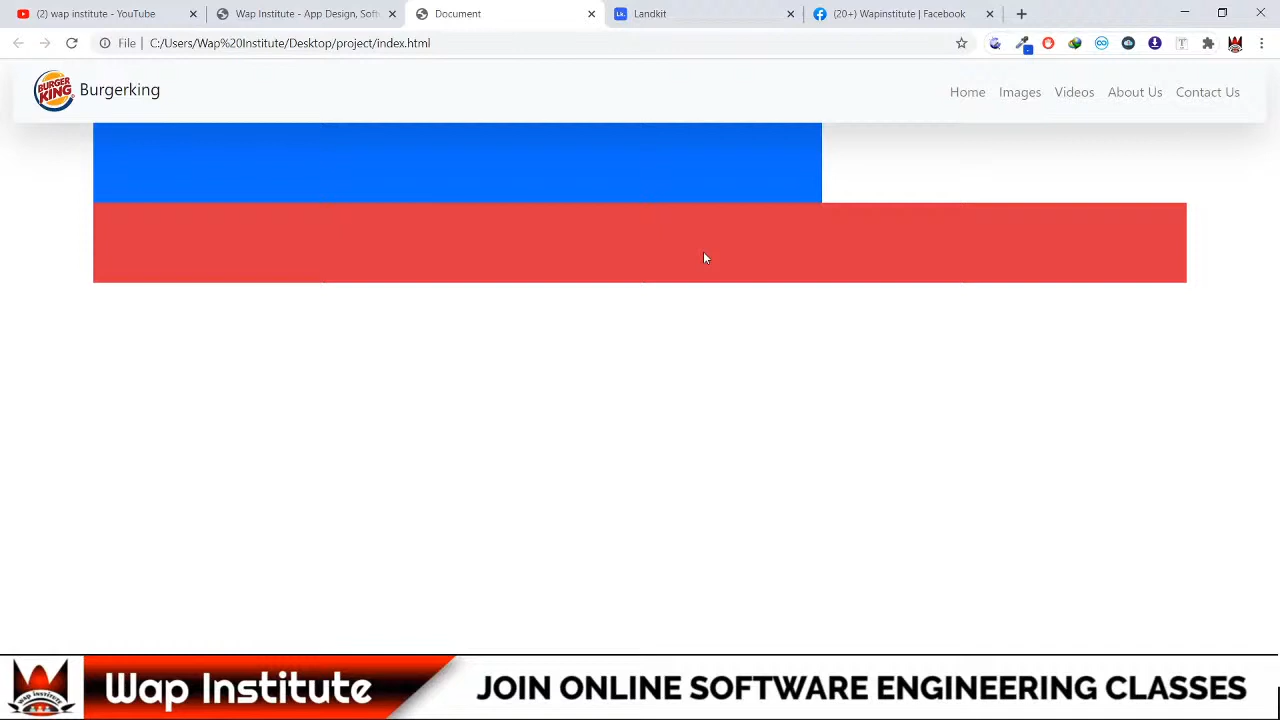 (2) wap institute - YouTube
Wap Institute - App Design, Softw
Document
Lk. Landkit
(20+) Wapinstitute | Facebook
File | C:/Users/Wap%20Institute/Desktop/project/index.html
BURGER KING
Burgerking
Home Images Videos About Us Contact Us
Wap Institute
JOIN ONLINE SOFTWARE ENGINEERING CLASSES